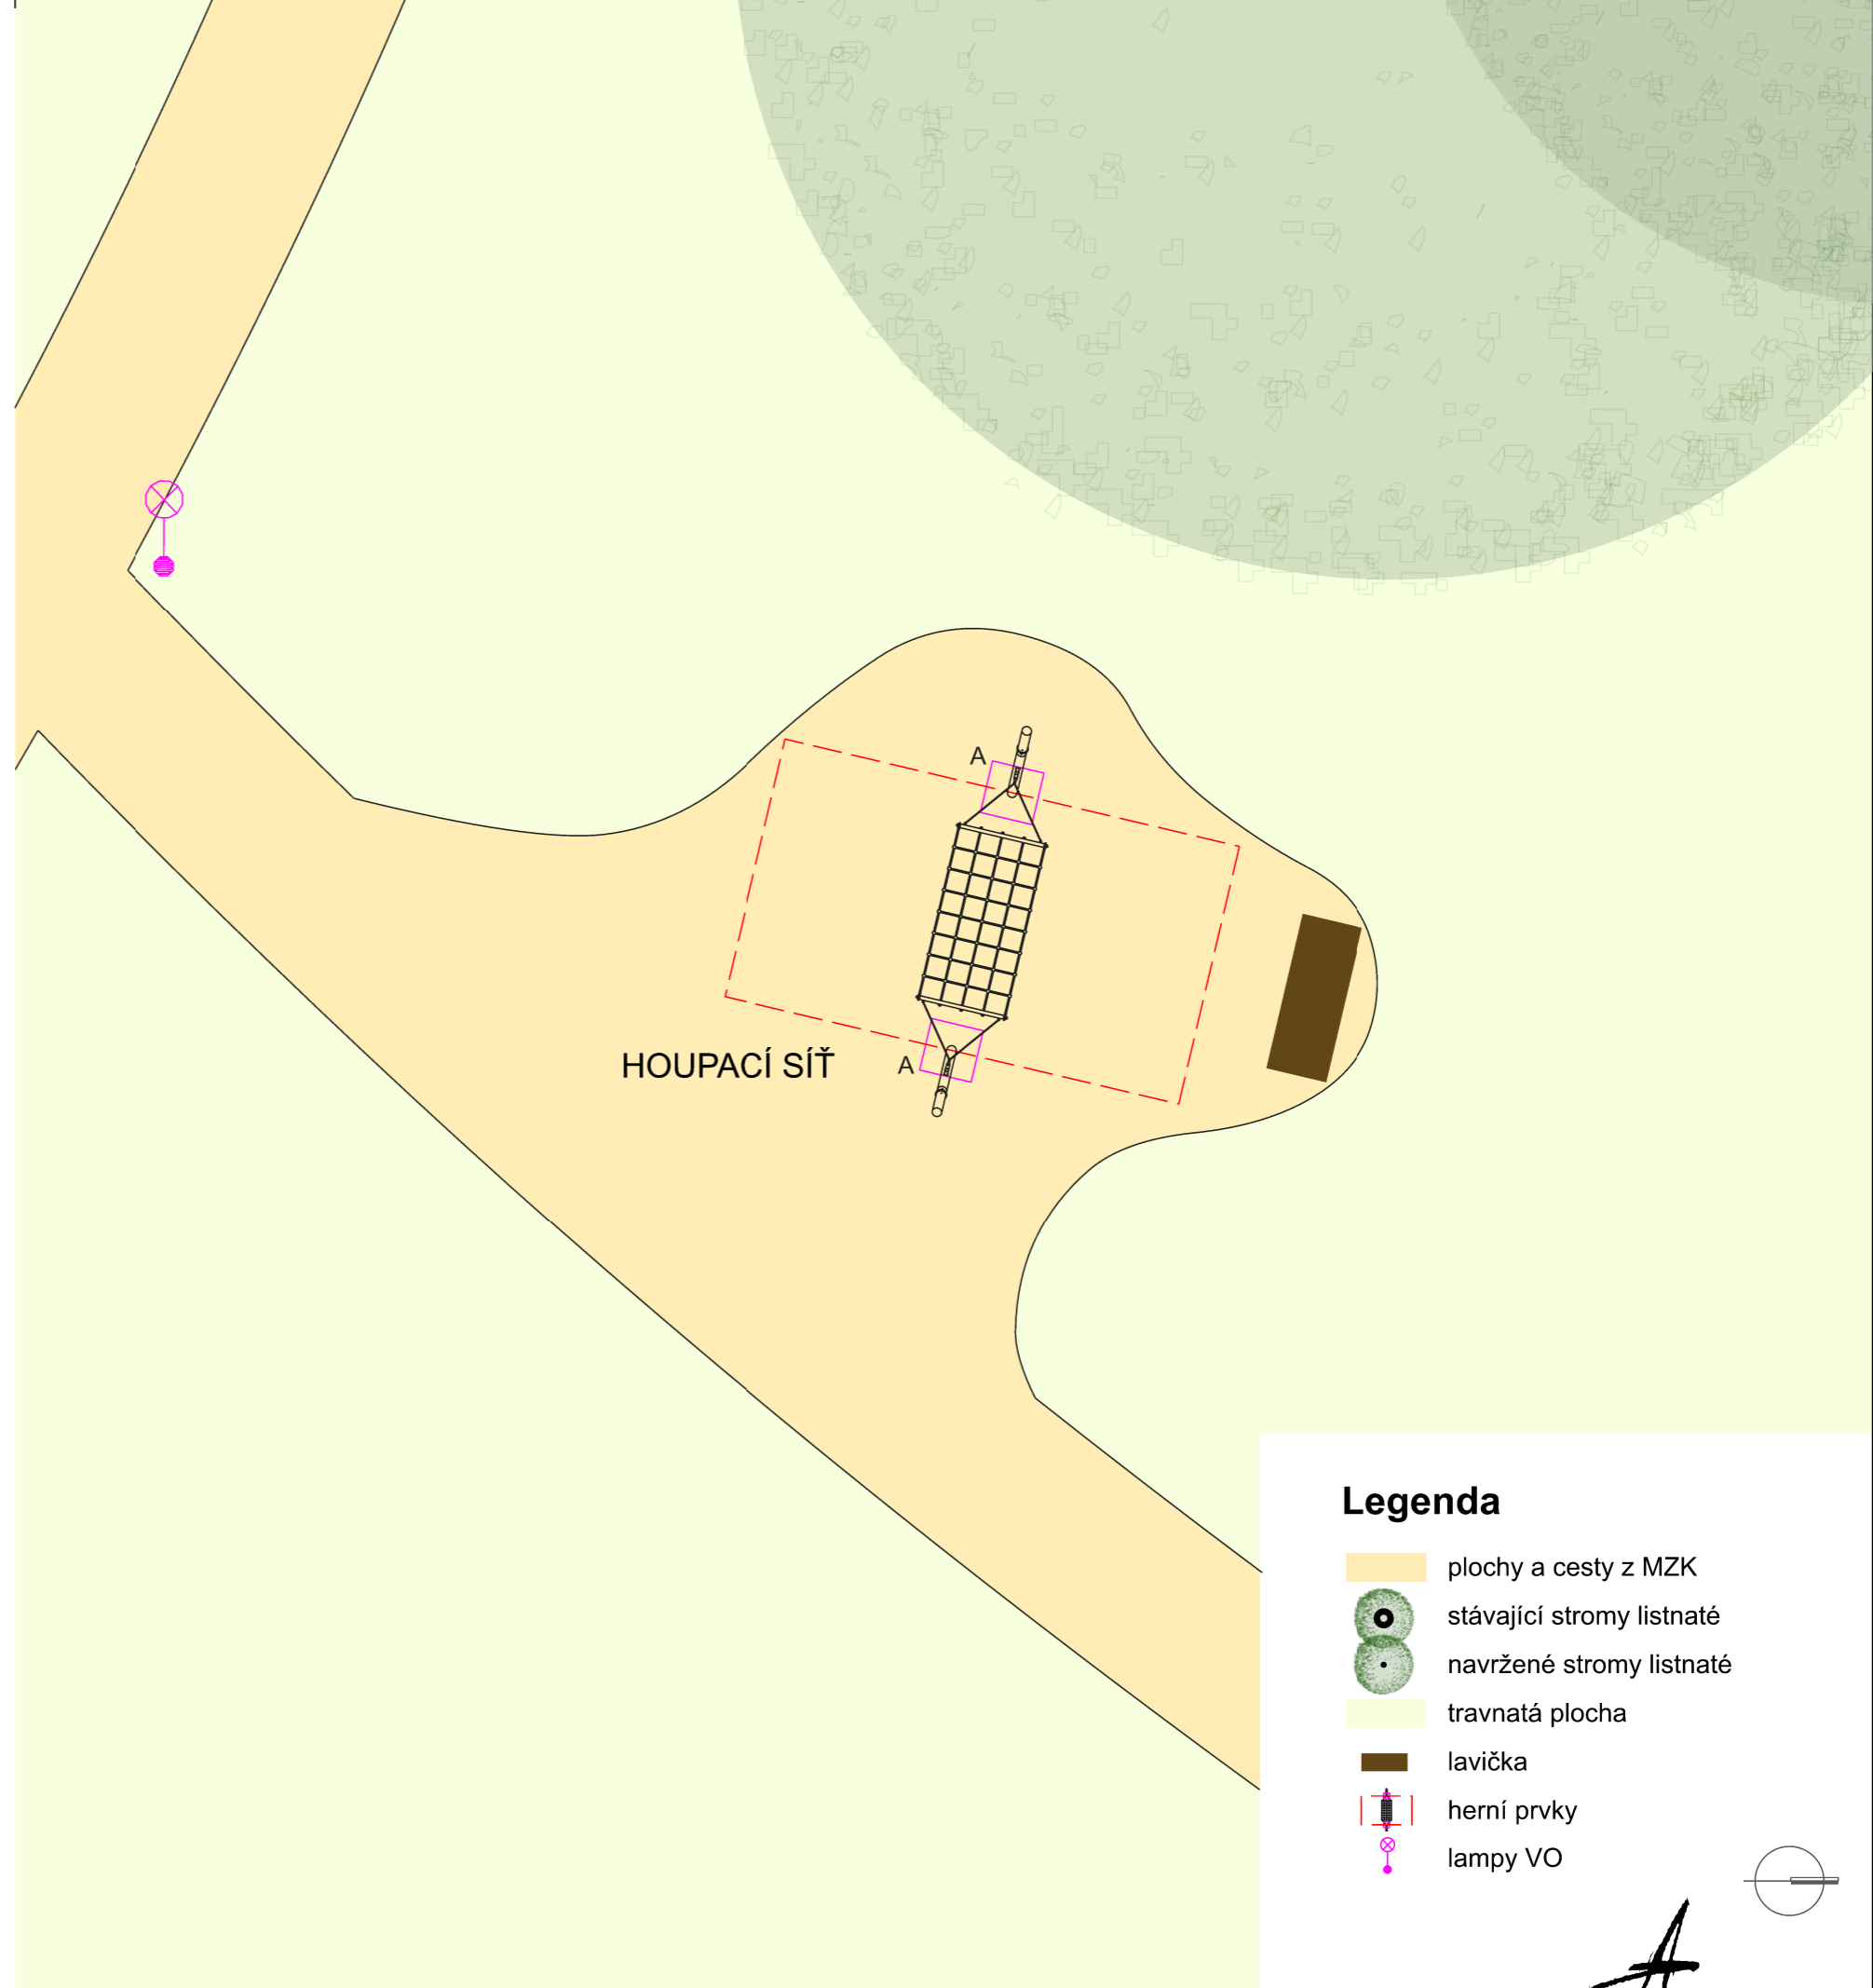 A
HOUPACÍ SÍŤ
A
Legenda
plochy a cesty z MZK
stávající stromy listnaté
navržené stromy listnaté
travnatá plocha
lavička
herní prvky
lampy VO